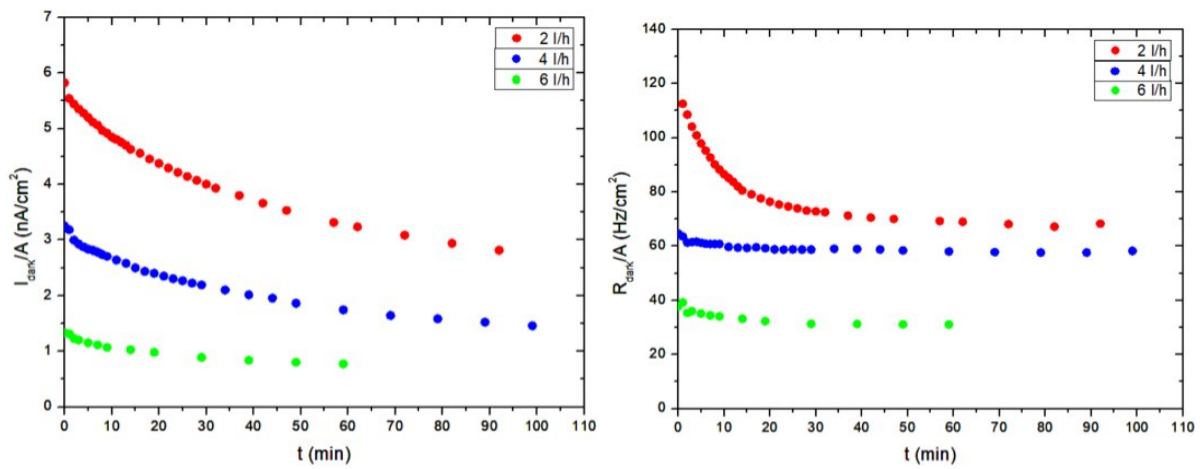 7
6
5
4
3
2
1
0
I_dark/A (nA/cm²)
0 10 20 30 40 50 60 70 80 90 100 110
t (min)
2 l/h
4 l/h
6 l/h
140
120
100
80
60
40
20
0
R_dark/A (Hz/cm²)
0 10 20 30 40 50 60 70 80 90 100 110
t (min)
2 l/h
4 l/h
6 l/h